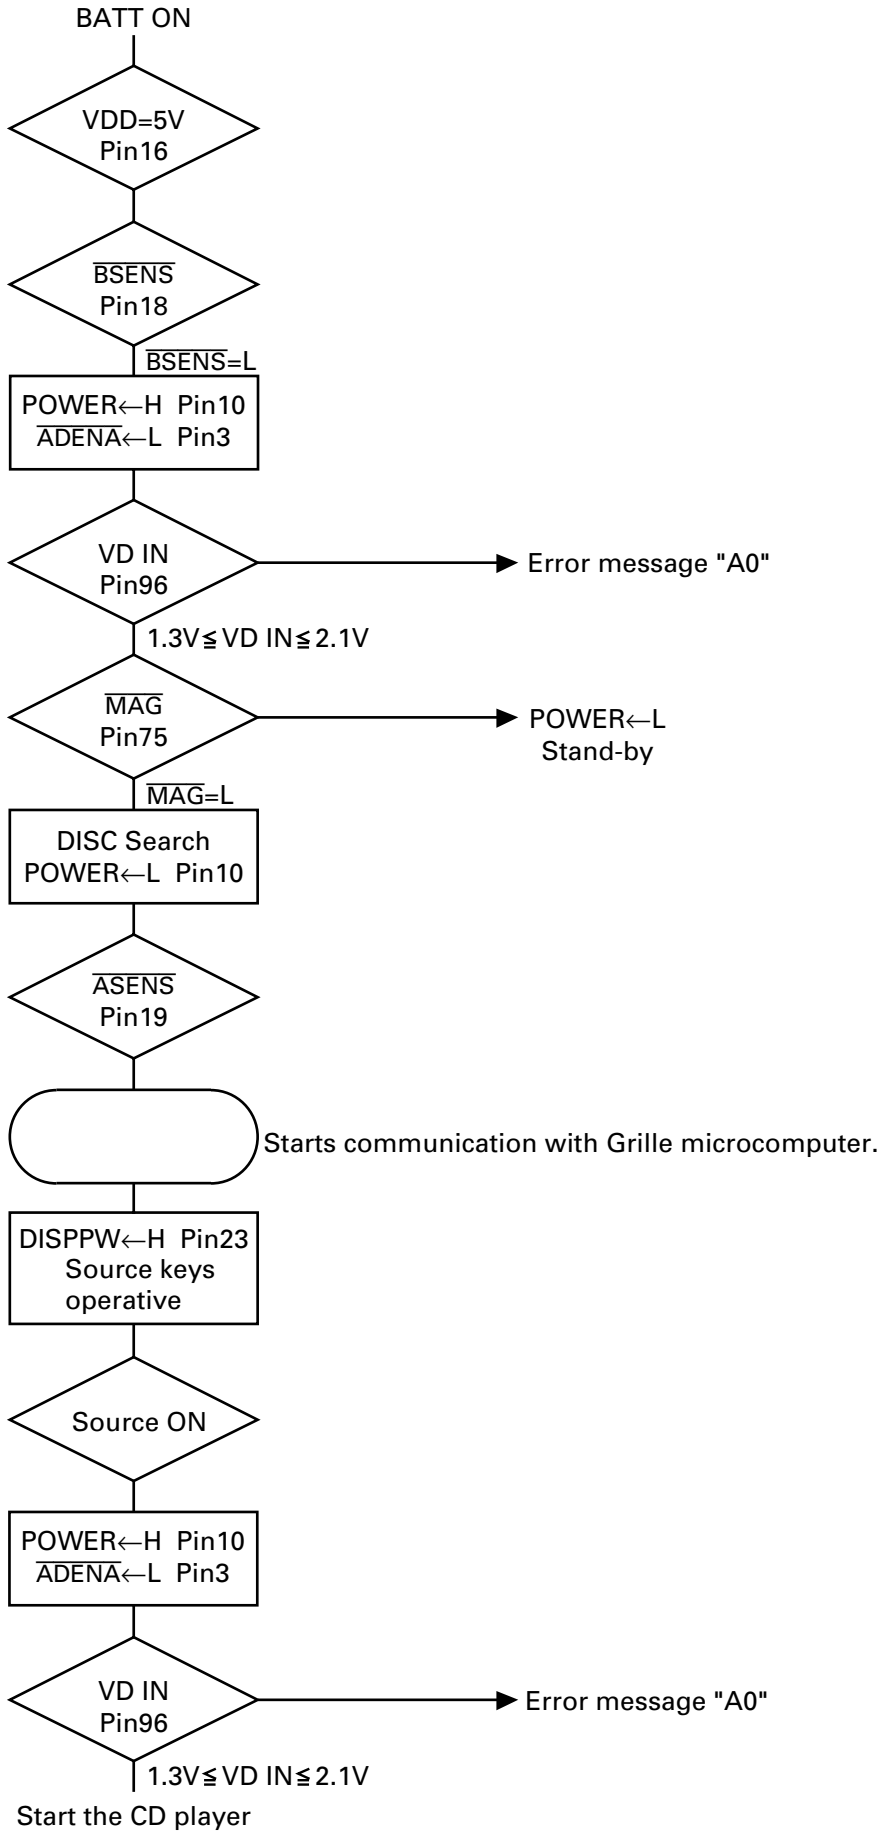 BATT ON
VDD=5V
Pin16
BSENS
Pin18
BSENS=L
POWER←H Pin10
ADENA←L Pin3
VD IN
Pin96
Error message "A0"
1.3V≦VD IN≦2.1V
MAG
Pin75
POWER←L
Stand-by
MAG=L
DISC Search
POWER←L Pin10
ASENS
Pin19
Starts communication with Grille microcomputer.
DISPPW←H Pin23
Source keys
operative
Source ON
POWER←H Pin10
ADENA←L Pin3
VD IN
Pin96
Error message "A0"
1.3V≦VD IN≦2.1V
Start the CD player